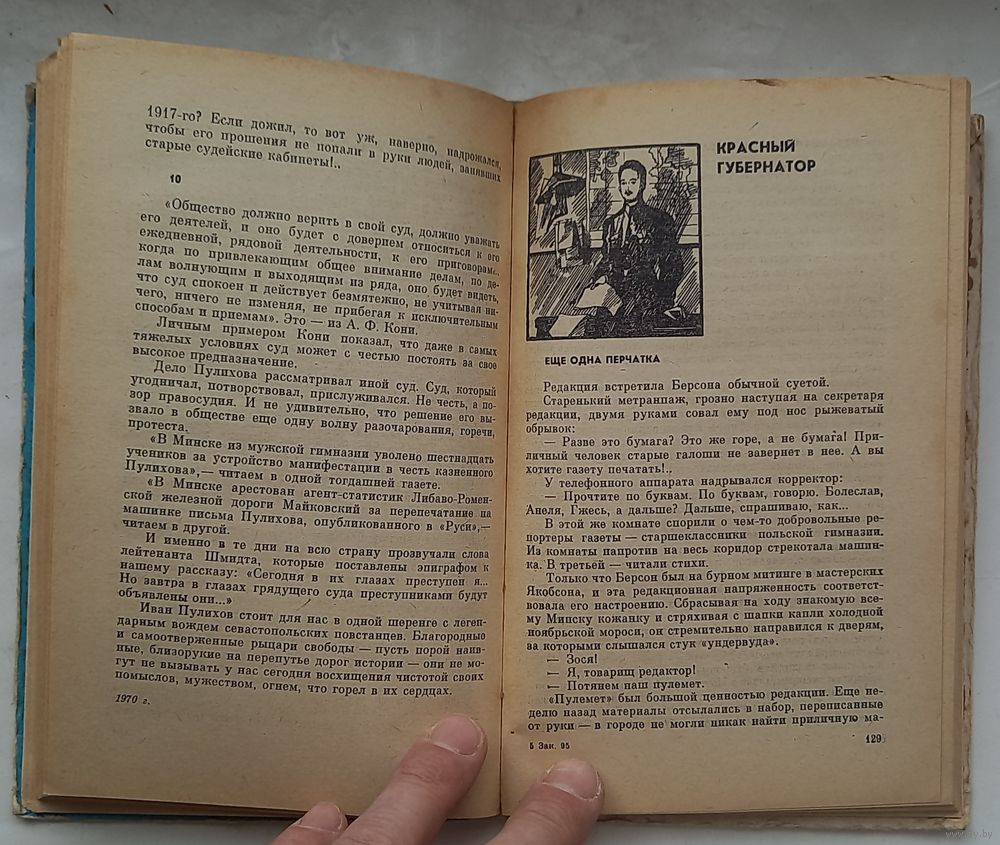 1917-го? Если дожил, то вот уж, наверно, надрожался,
чтобы его прошения не попали в руки людей, занявших
старые судейские кабинеты!..
10
«Общество должно верить в свой суд, должно уважать
его деятелей, и оно будет с доверием относиться к его
ежедневной, рядовой деятельности, к его приговорам...
когда по привлекающим общее внимание делам, по де-
лам волнующим и выходящим из ряда, оно будет видеть,
что суд спокоен и действует безмятежно, не учитывая ни-
чего, ничего не изменяя, не прибегая к исключительным
способам и приемам». Это — из А. Ф. Кони.
Личным примером Кони показал, что даже в самых
тяжелых условиях суд может с честью постоять за свое
высокое предназначение.
Дело Пулихова рассматривал иной суд. Суд, который
угодничал, потворствовал, прислуживался. Не честь, а по-
зор правосудия. И не удивительно, что решение его вы-
звало в обществе еще одну волну разочарования, горечи,
протеста.
«В Минске из мужской гимназии уволено шестнадцать
учеников за устройство манифестации в честь казненного
Пулихова»,— читаем в одной тогдашней газете.
«В Минске арестован агент-статистик Либаво-Ромен-
ской железной дороги Майковский за перепечатание на
машинке письма Пулихова, опубликованного в «Руси»,—
читаем в другой.
И именно в те дни на всю страну прозвучали слова
лейтенанта Шмидта, которые поставлены эпиграфом к
нашему рассказу: «Сегодня в их глазах преступен я...
Но завтра в глазах грядущего суда преступниками будут
объявлены они...»
Иван Пулихов стоит для нас в одной шеренге с леген-
дарным вождем севастопольских повстанцев. Благородные
и самоотверженные рыцари свободы — пусть порой наив-
ные, близорукие на перепутье дорог истории — они не мо-
гут не вызывать у нас сегодня восхищения чистотой своих
помыслов, мужеством, огнем, что горел в их сердцах.
1970 г.
КРАСНЫЙ
ГУБЕРНАТОР
ЕЩЕ ОДНА ПЕРЧАТКА
Редакция встретила Берсона обычной суетой.
Старенький метранпаж, грозно наступая на секретаря
редакции, двумя руками совал ему под нос рыжеватый
обрывок:
— Разве это бумага? Это же горе, а не бумага! При-
личный человек старые галоши не завернет в нее. А вы
хотите газету печатать!..
У телефонного аппарата надрывался корректор:
— Прочтите по буквам. По буквам, говорю. Болеслав,
Анеля, Гжесь, а дальше? Дальше, спрашиваю, как...
В этой же комнате спорили о чем-то добровольные ре-
портеры газеты — старшеклассники польской гимназии.
Из комнаты напротив на весь коридор стрекотала машин-
ка. В третьей — читали стихи.
Только что Берсон был на бурном митинге в мастерских
Якобсона, и эта редакционная напряженность соответст-
вовала его настроению. Сбрасывая на ходу знакомую все-
му Минску кожанку и стряхивая с шапки капли холодной
ноябрьской мороси, он стремительно направился к дверям,
за которыми слышался стук «ундервуда».
— Зося!
— Я, товарищ редактор!
— Потянем наш пулемет.
«Пулемет» был большой ценностью редакции. Еще не-
делю назад материалы отсылались в набор, переписанные
от руки — в городе не могли никак найти приличную ма-
5 Зак. 95
129